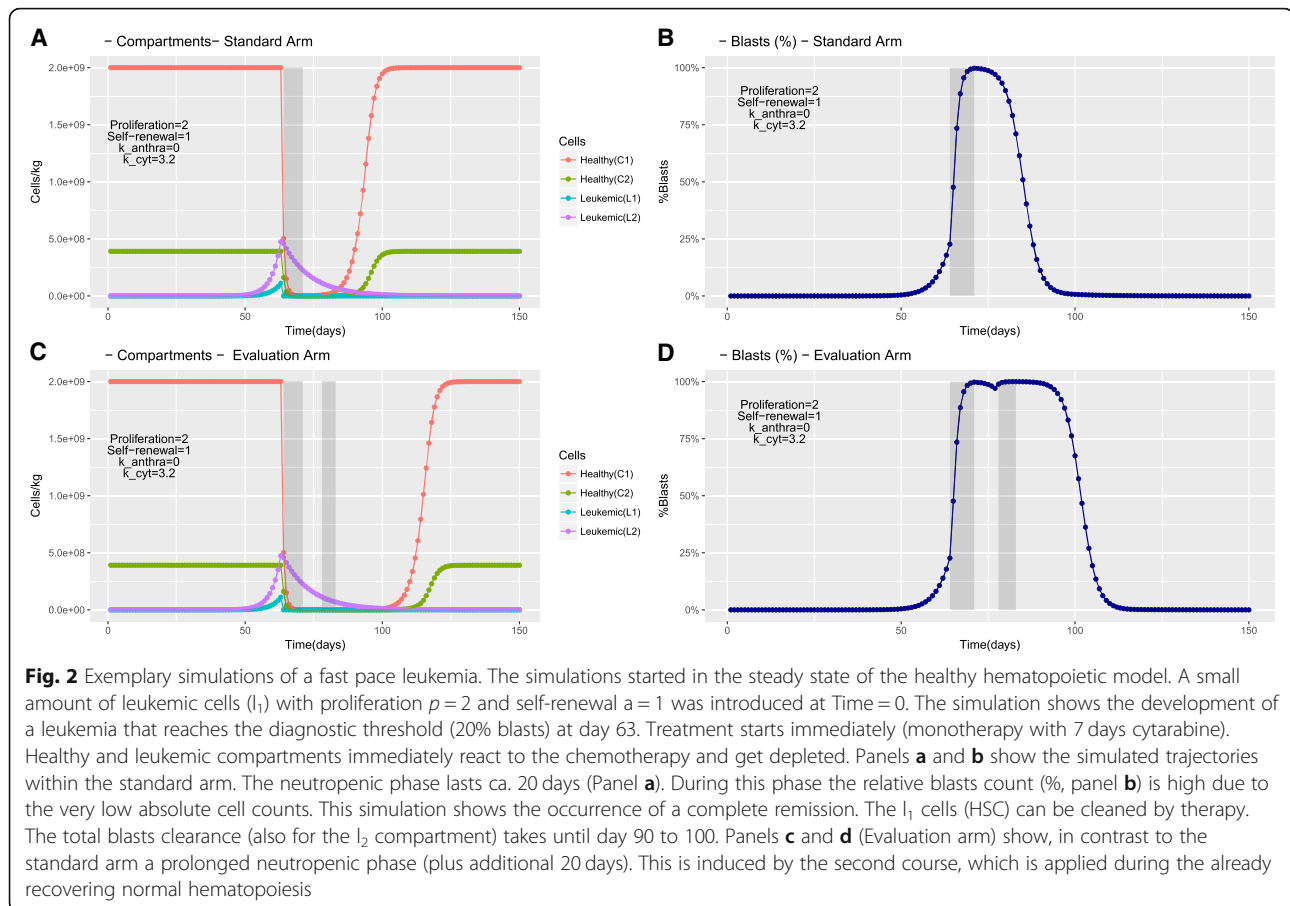 A
- Compartments- Standard Arm
2.0e+09
1.5e+09
1.0e+09
5.0e+08
0.0e+00
Cells/kg
Proliferation=2
Self-renewal=1
k_anthra=0
k_cyt=3.2
0
50
100
150
Time(days)
Cells
Healthy(C1)
Healthy(C2)
Leukemic(L1)
Leukemic(L2)
B
- Blasts (%) - Standard Arm
100%
75%
50%
25%
0%
%Blasts
Proliferation=2
Self-renewal=1
k_anthra=0
k_cyt=3.2
0
50
100
150
Time(days)
C
- Compartments - Evaluation Arm
2.0e+09
1.5e+09
1.0e+09
5.0e+08
0.0e+00
Cells/kg
Proliferation=2
Self-renewal=1
k_anthra=0
k_cyt=3.2
0
50
100
150
Time(days)
Cells
Healthy(C1)
Healthy(C2)
Leukemic(L1)
Leukemic(L2)
D
- Blasts (%) - Evaluation Arm
100%
75%
50%
25%
0%
%Blasts
Proliferation=2
Self-renewal=1
k_anthra=0
k_cyt=3.2
0
50
100
150
Time(days)
Fig. 2 Exemplary simulations of a fast pace leukemia. The simulations started in the steady state of the healthy hematopoietic model. A small
amount of leukemic cells (l₁) with proliferation p = 2 and self-renewal a = 1 was introduced at Time = 0. The simulation shows the development of
a leukemia that reaches the diagnostic threshold (20% blasts) at day 63. Treatment starts immediately (monotherapy with 7 days cytarabine).
Healthy and leukemic compartments immediately react to the chemotherapy and get depleted. Panels a and b show the simulated trajectories
within the standard arm. The neutropenic phase lasts ca. 20 days (Panel a). During this phase the relative blasts count (%, panel b) is high due to
the very low absolute cell counts. This simulation shows the occurrence of a complete remission. The l₁ cells (HSC) can be cleaned by therapy.
The total blasts clearance (also for the l₂ compartment) takes until day 90 to 100. Panels c and d (Evaluation arm) show, in contrast to the
standard arm a prolonged neutropenic phase (plus additional 20 days). This is induced by the second course, which is applied during the already
recovering normal hematopoiesis